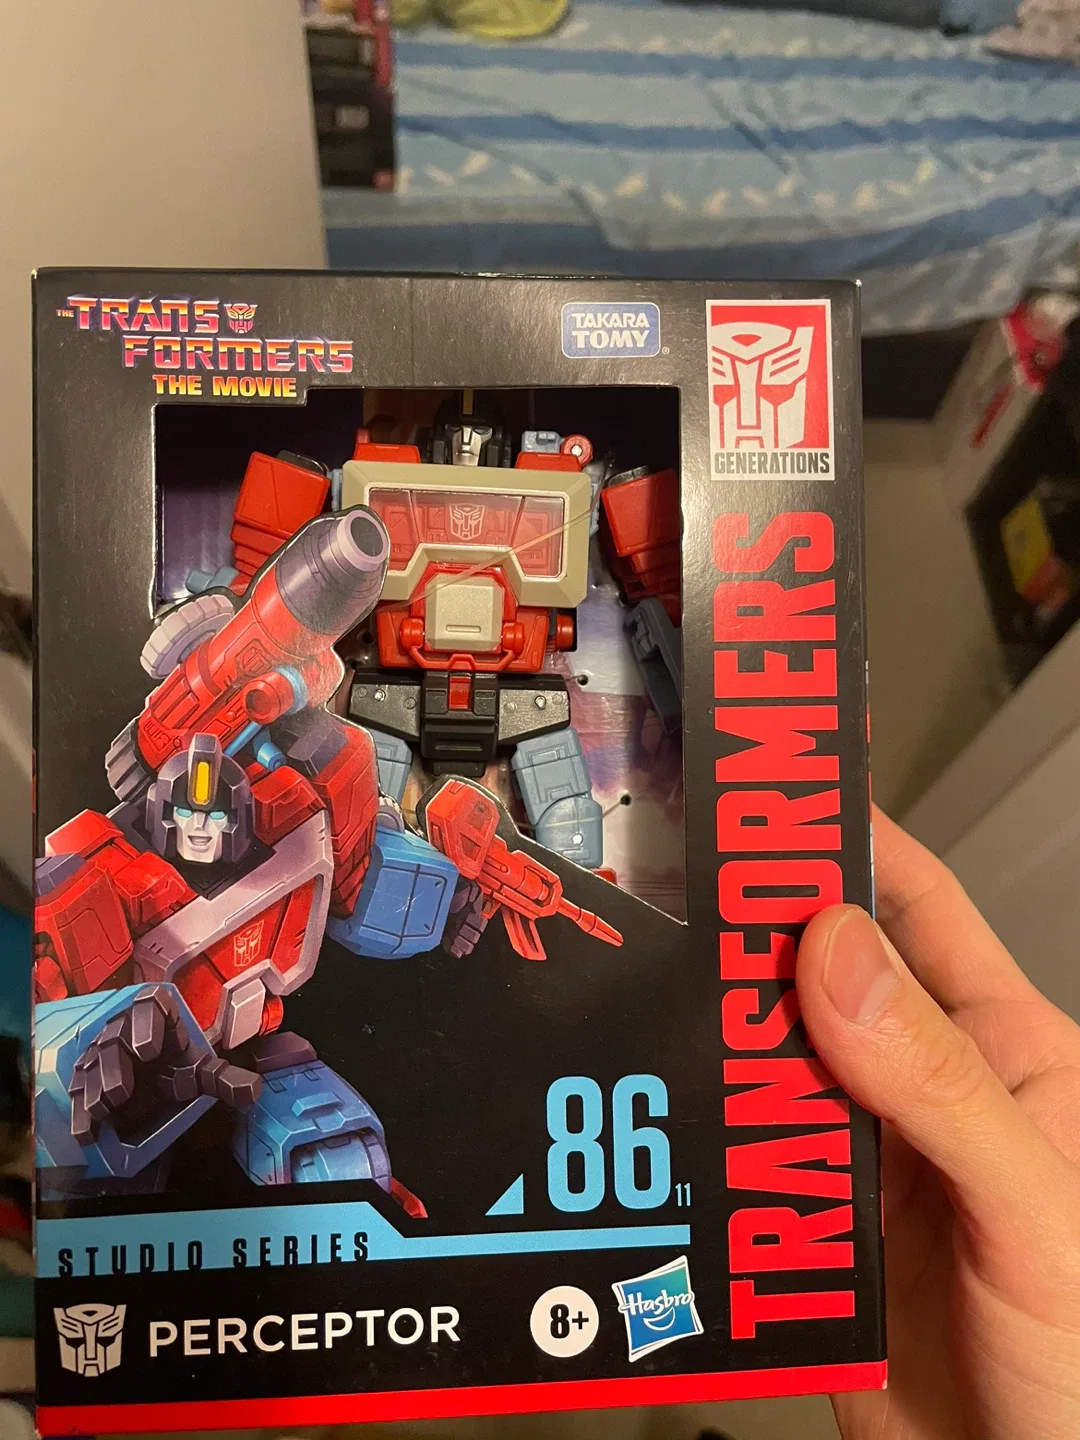 THE TRANS
FORMERS
THE MOVIE
TAKARA
TOMY®
GENERATIONS
TRANSFORMERS
86 11
STUDIO SERIES
PERCEPTOR
8+
Hasbro